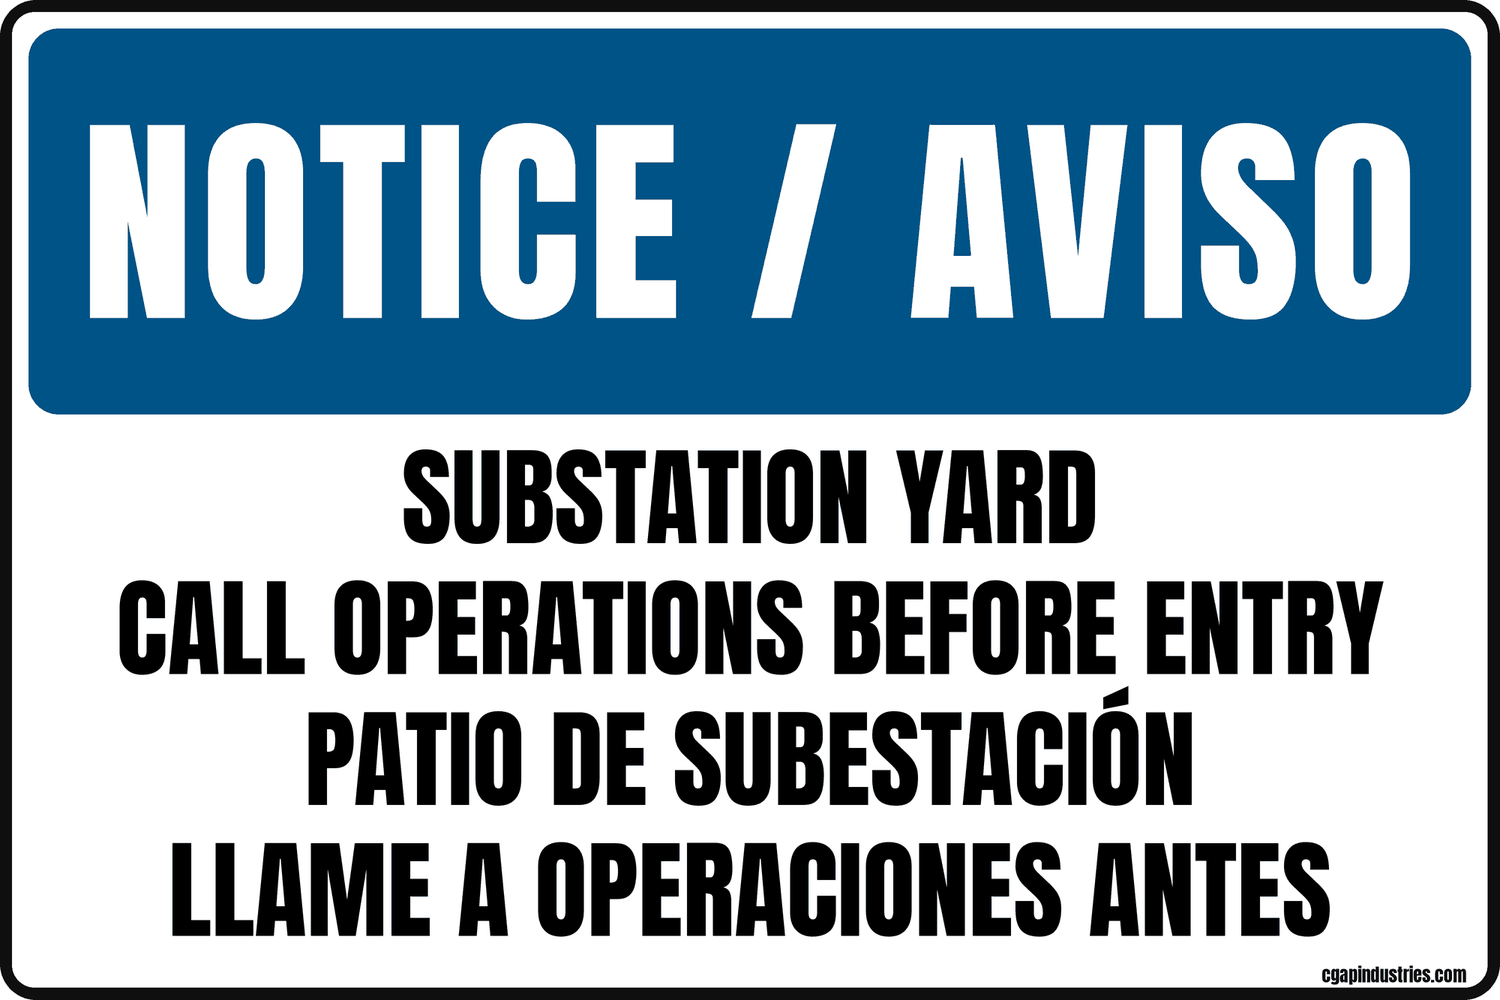 NOTICE / AVISO
SUBSTATION YARD
CALL OPERATIONS BEFORE ENTRY
PATIO DE SUBESTACIÓN
LLAME A OPERACIONES ANTES
cgapindustries.com